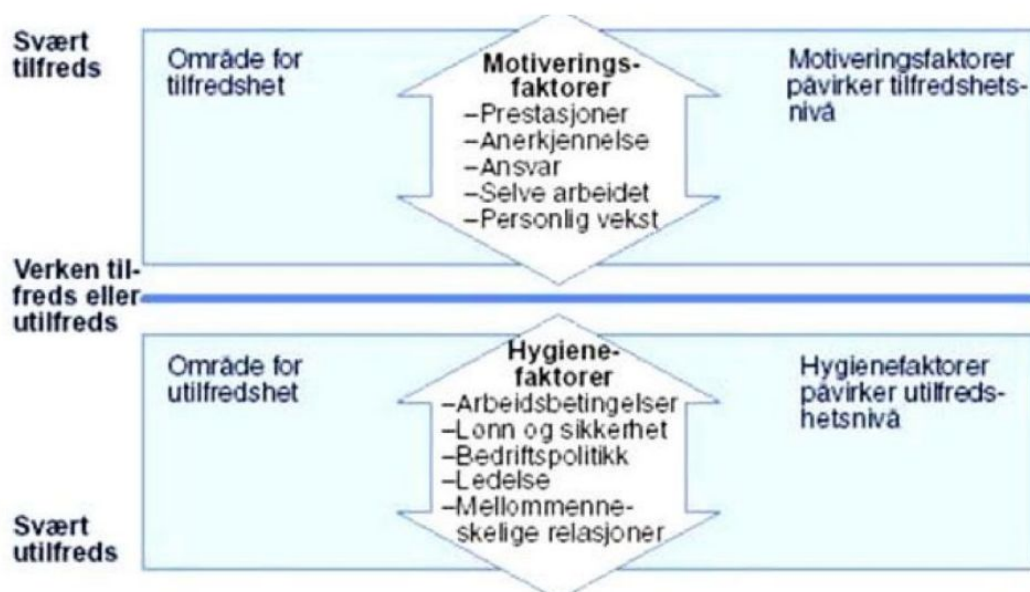 Svært
tilfreds
Område for
tilfredshet
Motiverings-
faktorer
–Prestasjoner
–Anerkjennelse
–Ansvar
–Selve arbeidet
–Personlig vekst
Motiveringsfaktorer
påvirker tilfredshets-
nivå
Verken til-
freds eller
utilfreds
Område for
utilfredshet
Hygiene-
faktorer
–Arbeidsbetingelser
–Lønn og sikkerhet
–Bedriftspolitikk
–Ledelse
–Mellommenne-
skelige relasjoner
Hygienefaktorer
påvirker utilfreds-
hetsnivå
Svært
utilfreds